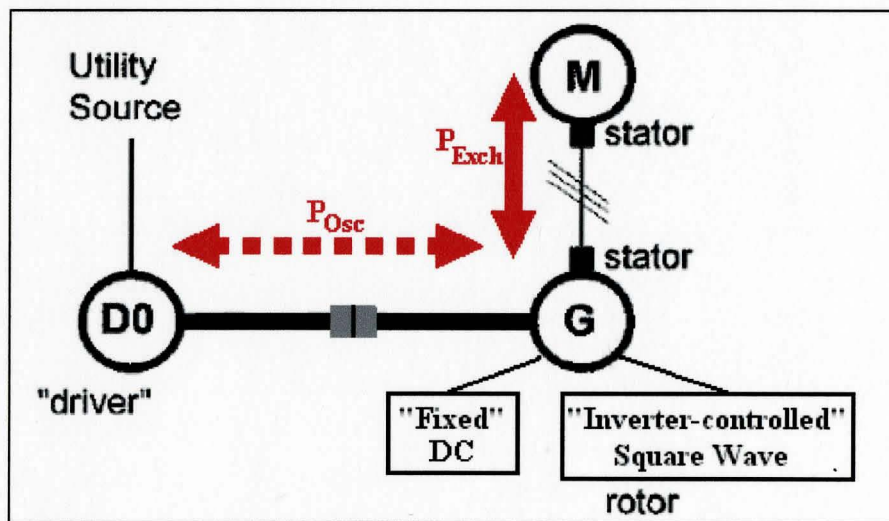 Utility
Source
M
stator
P_Exch
P_Osc
stator
D0
G
"driver"
"Fixed"
DC
"Inverter-controlled"
Square Wave
rotor